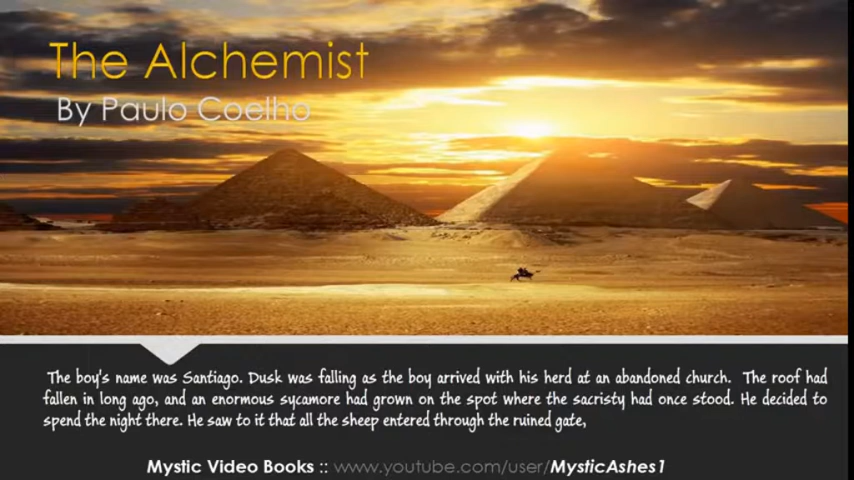 The Alchemist
By Paulo Coelho
The boy's name was Santiago. Dusk was falling as the boy arrived with his herd at an abandoned church. The roof had
fallen in long ago, and an enormous sycamore had grown on the spot where the sacristy had once stood. He decided to
spend the night there. He saw to it that all the sheep entered through the ruined gate,
Mystic Video Books :: www.youtube.com/user/MysticAshes1